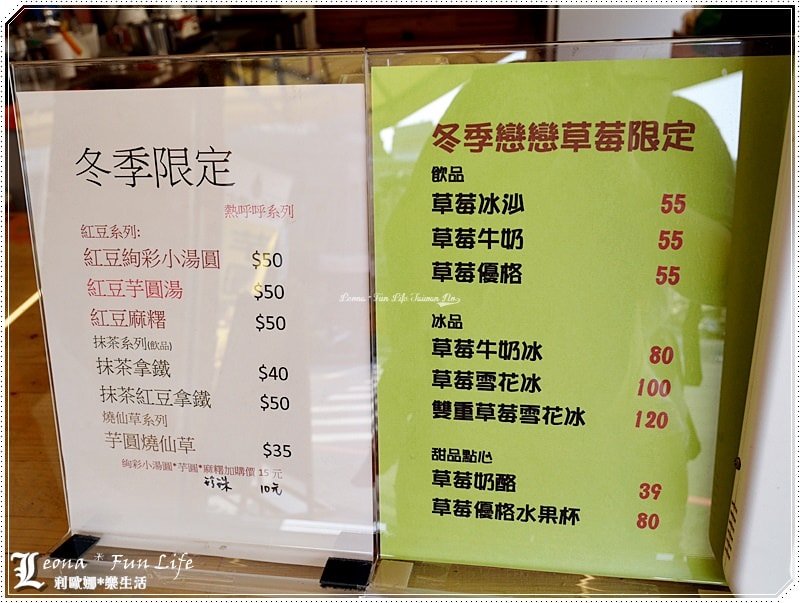 冬季限定
熱呼呼系列
紅豆系列:
紅豆絢彩小湯圓 $50
紅豆芋圓湯 $50
紅豆麻糬 $50
抹茶系列(飲品)
抹茶拿鐵 $40
抹茶紅豆拿鐵 $50
燒仙草系列
芋圓燒仙草 $35
絢彩小湯圓*芋圓*麻糬加購價 15 元
珍珠 10元
冬季戀戀草莓限定
飲品
草莓冰沙 55
草莓牛奶 55
草莓優格 55
冰品
草莓牛奶冰 80
草莓雪花冰 100
雙重草莓雪花冰 120
甜品點心
草莓奶酪 39
草莓優格水果杯 80
Leona * Fun Life
利歐娜*樂生活